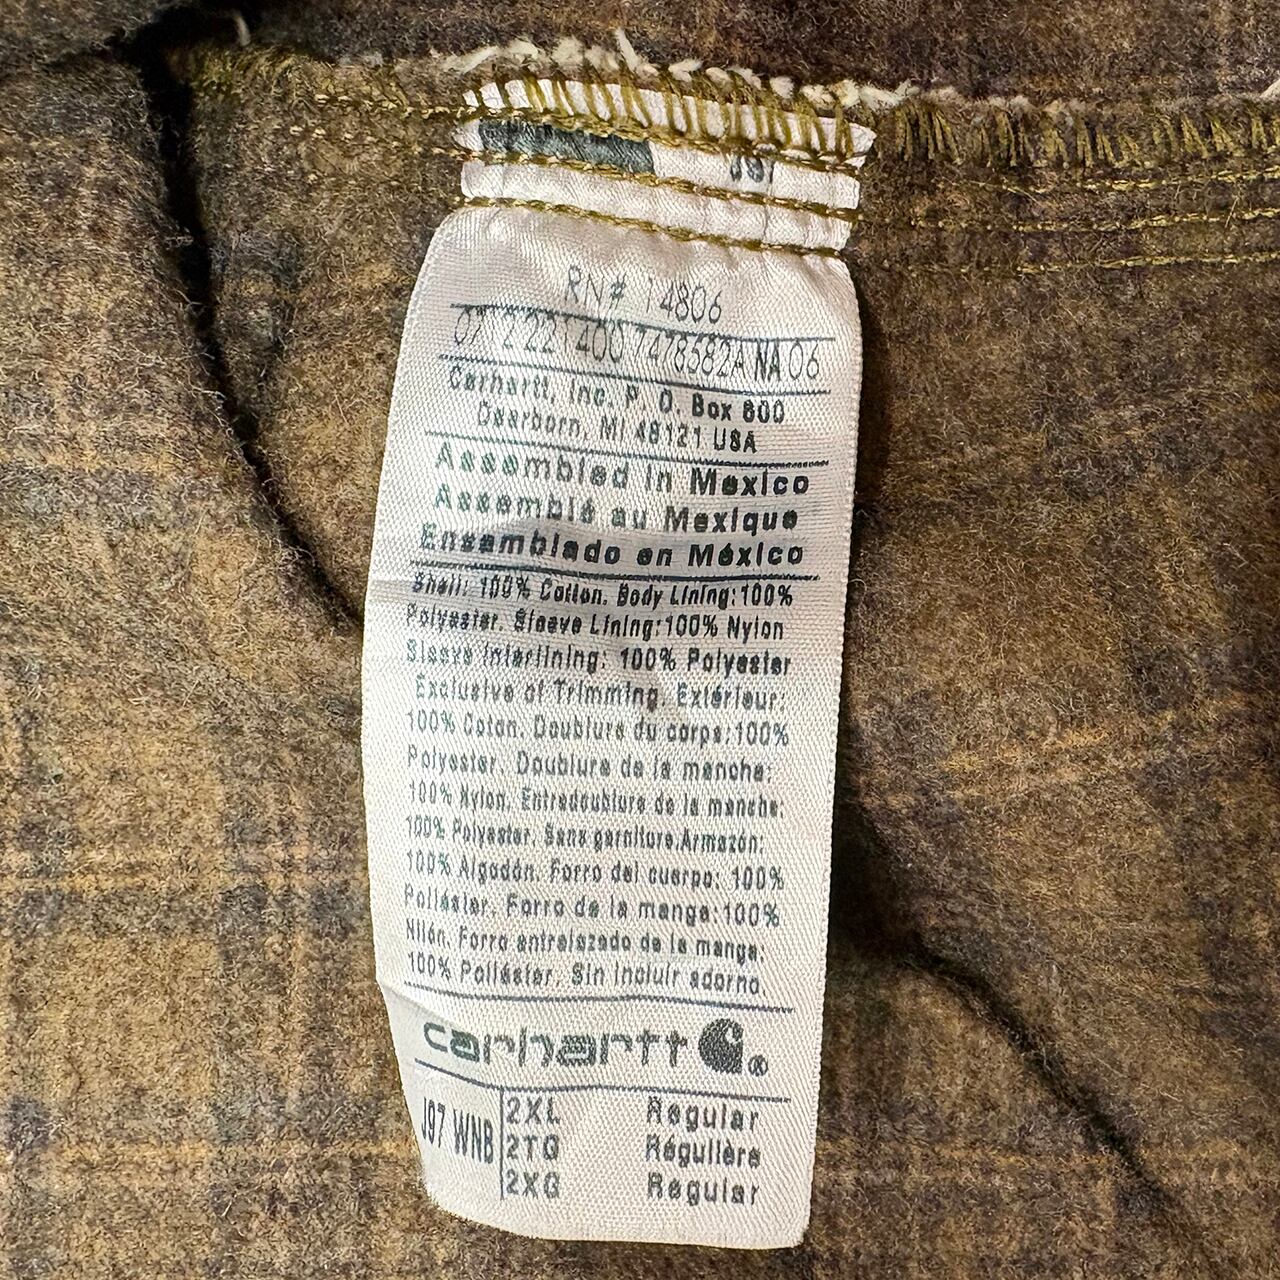 J97
RN# 14806
07 2 22 1 400 7478582A NA 06
Carhartt, Inc. P. O. Box 600
Dearborn, MI 48121 USA
Assembled in Mexico
Assemblé au Mexique
Ensamblado en México
Shell: 100% Cotton. Body Lining:100%
Polyester. Sleeve Lining:100% Nylon
Sleeve Interlining: 100% Polyester
Exclusive of Trimming. Extérieur:
100% Coton. Doublure du corps:100%
Polyester. Doublure de la manche:
100% Nylon. Entredoublure de la manche:
100% Polyester. Sans garniture.Armazón:
100% Algodón. Forro del cuerpo: 100%
Poliéster. Forro de la manga:100%
Nilón. Forro entrelazado de la manga:
100% Poliéster. Sin incluir adorno
carhartt ®
J97 WNB
2XL Regular
2TG Régulière
2XG Regular